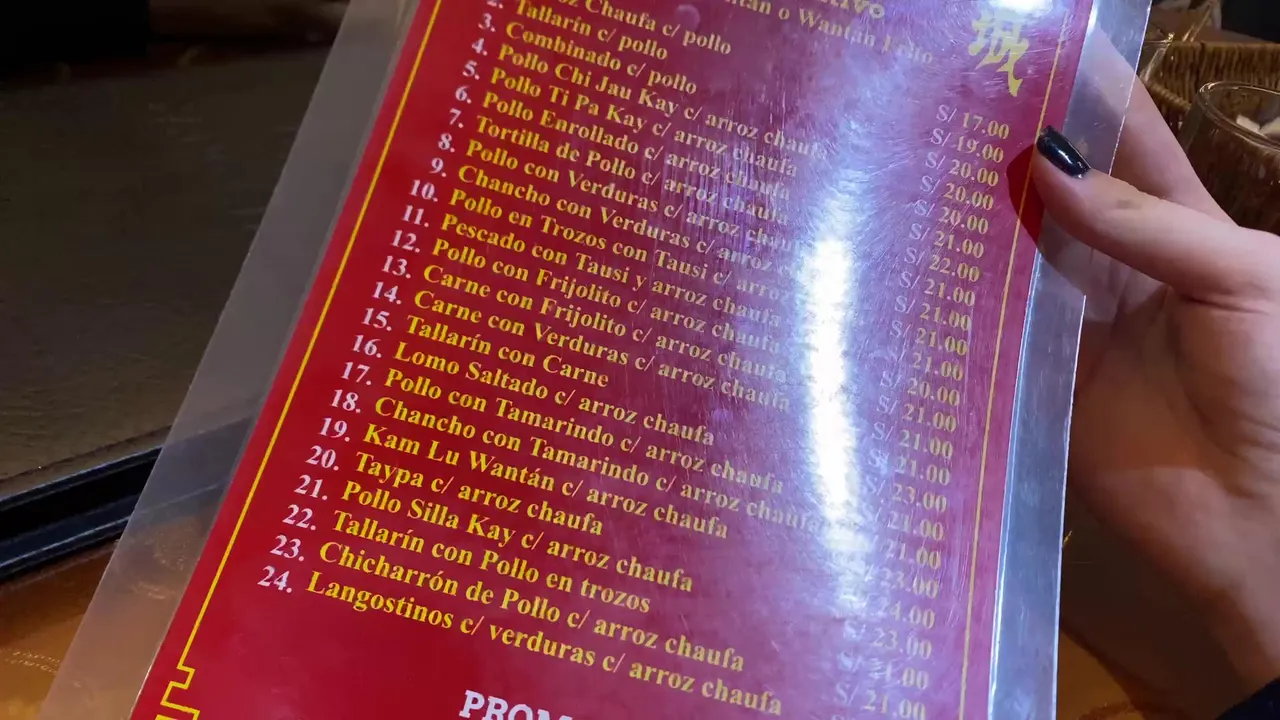 Chaufa c/ pollo
2. Tallarín c/ pollo S/ 17.00
3. Combinado c/ pollo S/ 19.00
4. Pollo Chi Jau Kay c/ arroz chaufa S/ 20.00
5. Pollo Ti Pa Kay c/ arroz chaufa S/ 20.00
6. Pollo Enrollado c/ arroz chaufa S/ 20.00
7. Tortilla de Pollo c/ arroz chaufa S/ 21.00
8. Pollo con Verduras c/ arroz chaufa S/ 22.00
9. Chancho con Verduras c/ arroz S/ 21.00
10. Pollo en Trozos con Tausi c/ arroz S/ 21.00
11. Pescado con Tausi y arroz chaufa S/ 21.00
12. Pollo con Frijolito c/ arroz chaufa S/ 20.00
13. Carne con Frijolito c/ arroz chaufa S/ 21.00
14. Carne con Verduras c/ arroz chaufa S/ 21.00
15. Tallarín con Carne S/ 21.00
16. Lomo Saltado c/ arroz chaufa S/ 23.00
17. Pollo con Tamarindo c/ arroz chaufa S/ 21.00
18. Chancho con Tamarindo c/ arroz chaufa S/ 21.00
19. Kam Lu Wantán c/ arroz chaufa S/ 23.00
20. Taypa c/ arroz chaufa S/ 24.00
21. Pollo Silla Kay c/ arroz chaufa S/ 23.00
22. Tallarín con Pollo en trozos S/ 21.00
23. Chicharrón de Pollo c/ arroz chaufa S/ 21.00
24. Langostinos c/ verduras c/ arroz chaufa S/